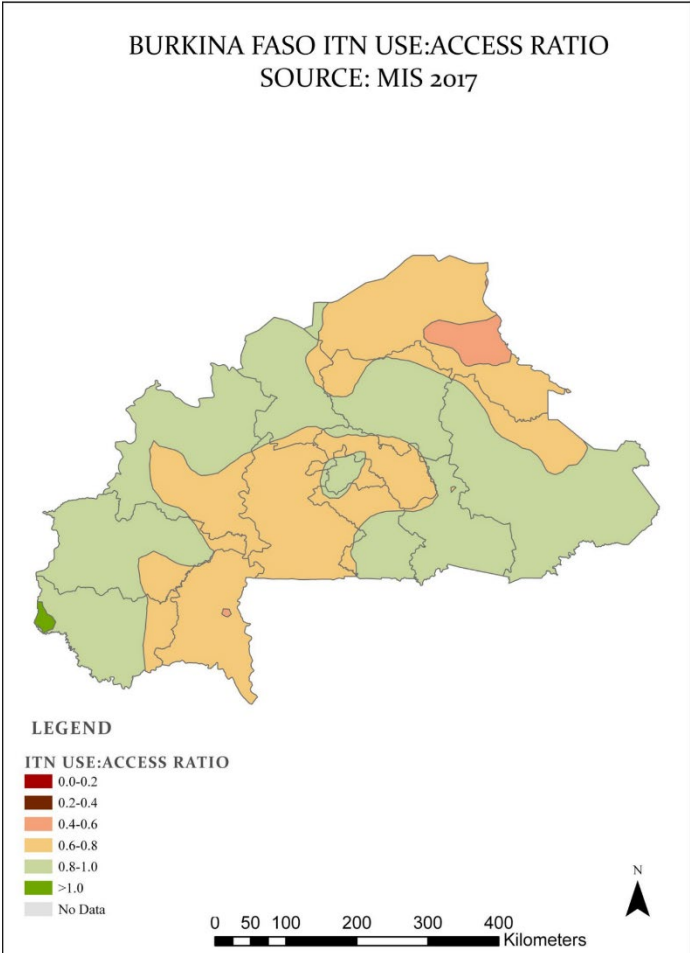 BURKINA FASO ITN USE:ACCESS RATIO
SOURCE: MIS 2017
LEGEND
ITN USE:ACCESS RATIO
0.0-0.2
0.2-0.4
0.4-0.6
0.6-0.8
0.8-1.0
>1.0
No Data
N
0 50 100 200 300 400
Kilometers